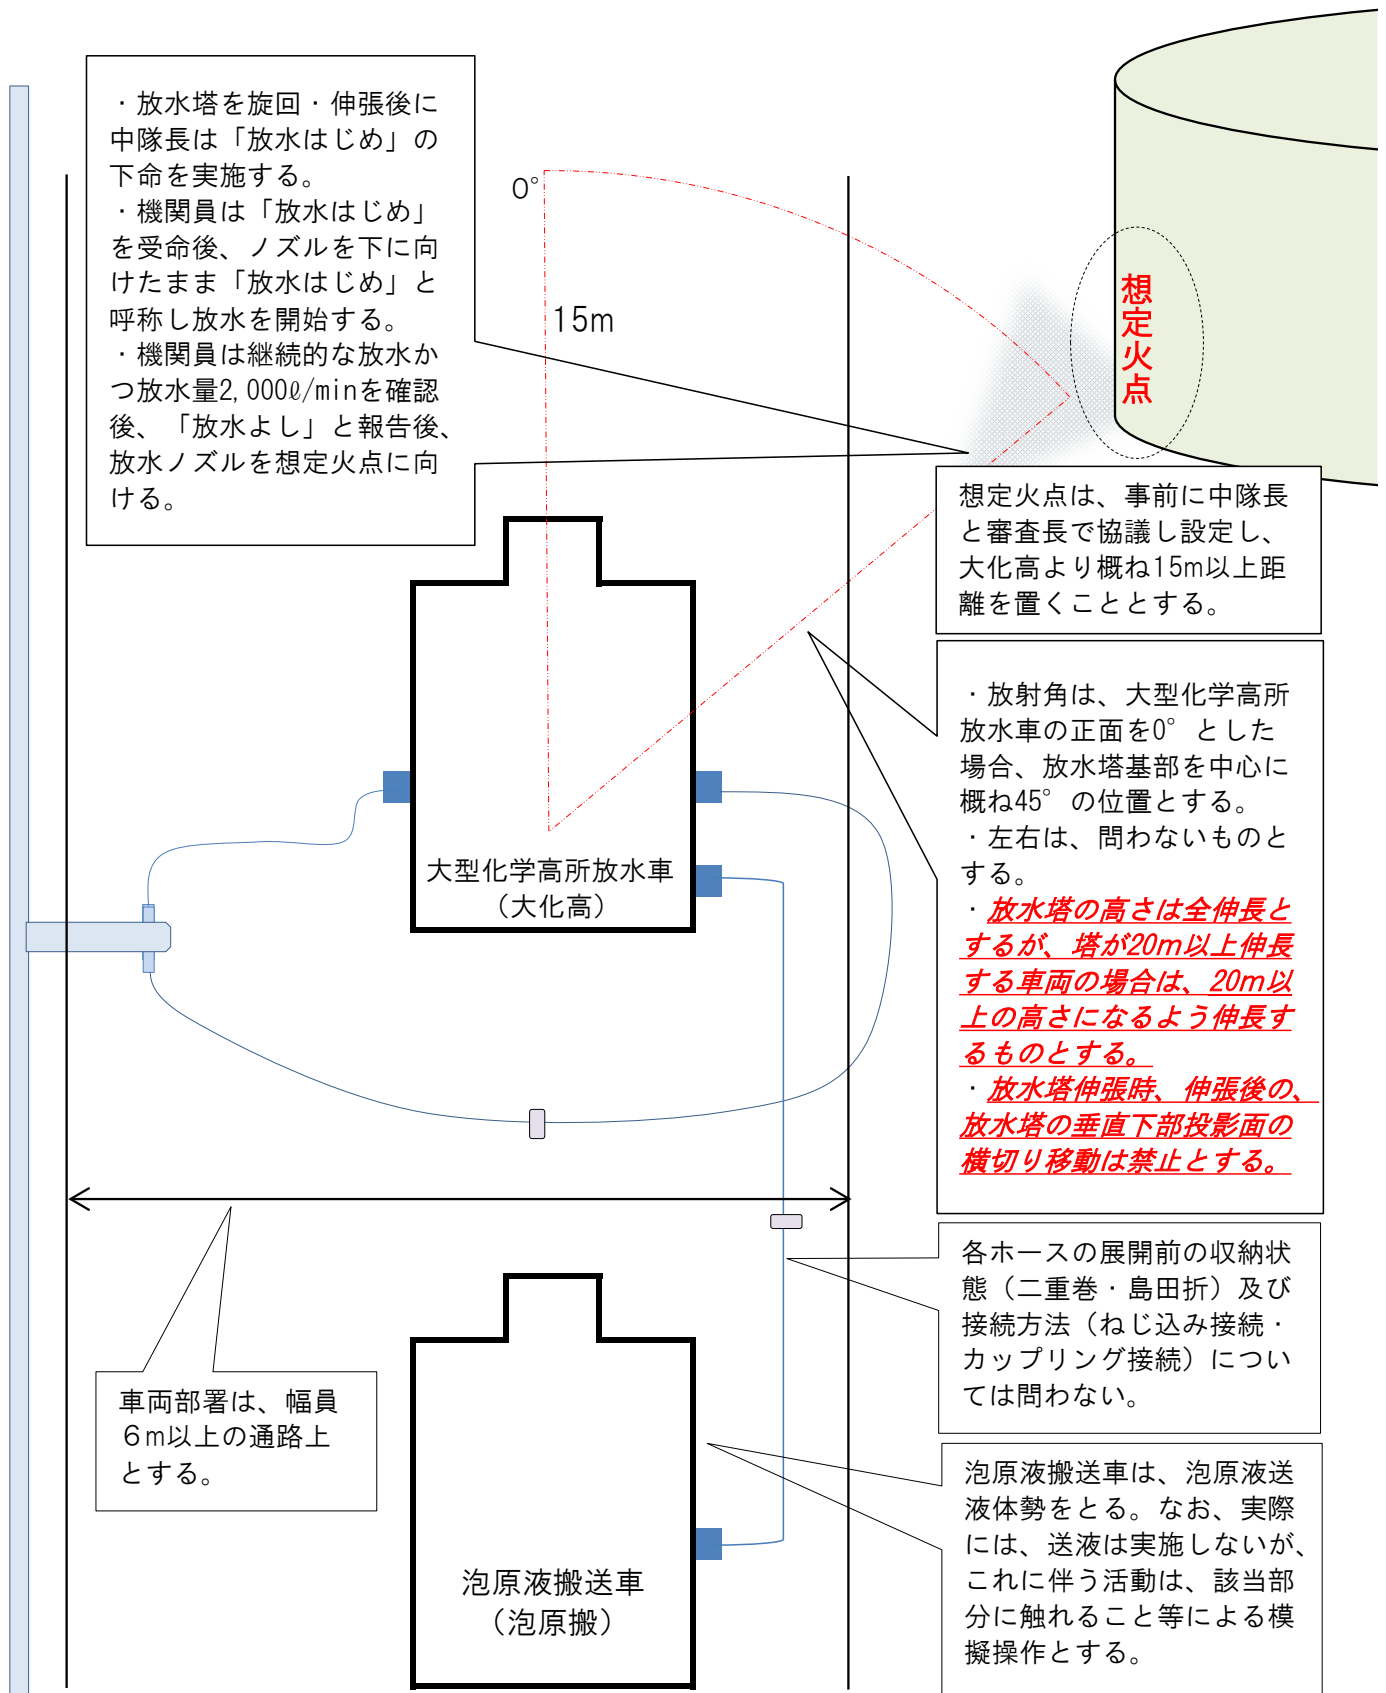 ・放水塔を旋回・伸張後に
中隊長は「放水はじめ」の
下命を実施する。
・機関員は「放水はじめ」
を受命後、ノズルを下に向
けたまま「放水はじめ」と
呼称し放水を開始する。
・機関員は継続的な放水か
つ放水量2,000ℓ/minを確認
後、「放水よし」と報告後、
放水ノズルを想定火点に向
ける。
0°
15m
想定火点
想定火点は、事前に中隊長
と審査長で協議し設定し、
大化高より概ね15m以上距
離を置くこととする。
・放射角は、大型化学高所
放水車の正面を0°とした
場合、放水塔基部を中心に
概ね45°の位置とする。
・左右は、問わないものと
する。
・放水塔の高さは全伸長と
するが、塔が20m以上伸長
する車両の場合は、20m以
上の高さになるよう伸長す
るものとする。
・放水塔伸張時、伸張後の、
放水塔の垂直下部投影面の
横切り移動は禁止とする。
大型化学高所放水車
（大化高）
各ホースの展開前の収納状
態（二重巻・島田折）及び
接続方法（ねじ込み接続・
カップリング接続）につい
ては問わない。
車両部署は、幅員
６m以上の通路上
とする。
泡原液搬送車は、泡原液送
液体勢をとる。なお、実際
には、送液は実施しないが、
これに伴う活動は、該当部
分に触れること等による模
擬操作とする。
泡原液搬送車
（泡原搬）